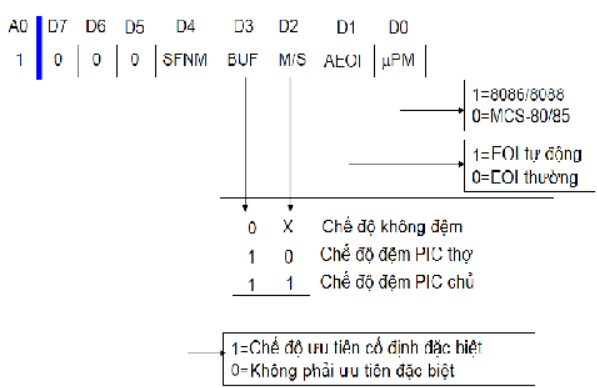 A0 D7 D6 D5 D4 D3 D2 D1 D0
1 0 0 0 SFNM BUF M/S AEOI µPM
1=8086/8088
0=MCS-80/85
1=EOI tự động
0=EOI thường
0 X Chế độ không đệm
1 0 Chế độ đệm PIC thợ
1 1 Chế độ đệm PIC chủ
1=Chế độ ưu tiên cố định đặc biệt
0=Không phải ưu tiên đặc biệt